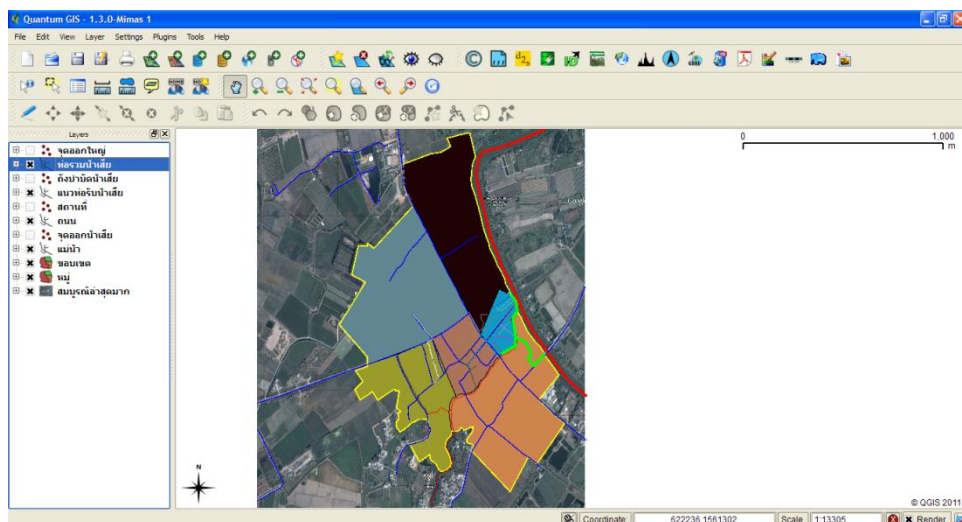 Quantum GIS - 1.3.0-Mimas 1
File Edit View Layer Settings Plugins Tools Help
Layers
จุดออกใหญ่
ท่อรวมน้ำเสีย
ถังบำบัดน้ำเสีย
แนวท่อรับน้ำเสีย
สถานที่
ถนน
จุดออกน้ำเสีย
แม่น้ำ
ขอบเขต
หมู่
สมบูรณ์ล่าสุดมาก
0 1,000
m
N
© QGIS 2011
Coordinate: 622236,1561302 Scale 1:13305 Render